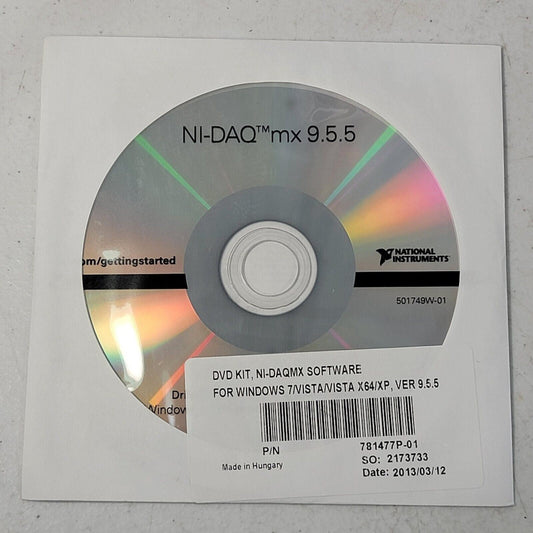 NI-DAQ™mx 9.5.5
om/gettingstarted
NATIONAL
INSTRUMENTS
501749W-01
Dri
Windows
DVD KIT, NI-DAQMX SOFTWARE
FOR WINDOWS 7/VISTA/VISTA X64/XP, VER 9.5.5
P/N 781477P-01
SO: 2173733
Made in Hungary
Date: 2013/03/12